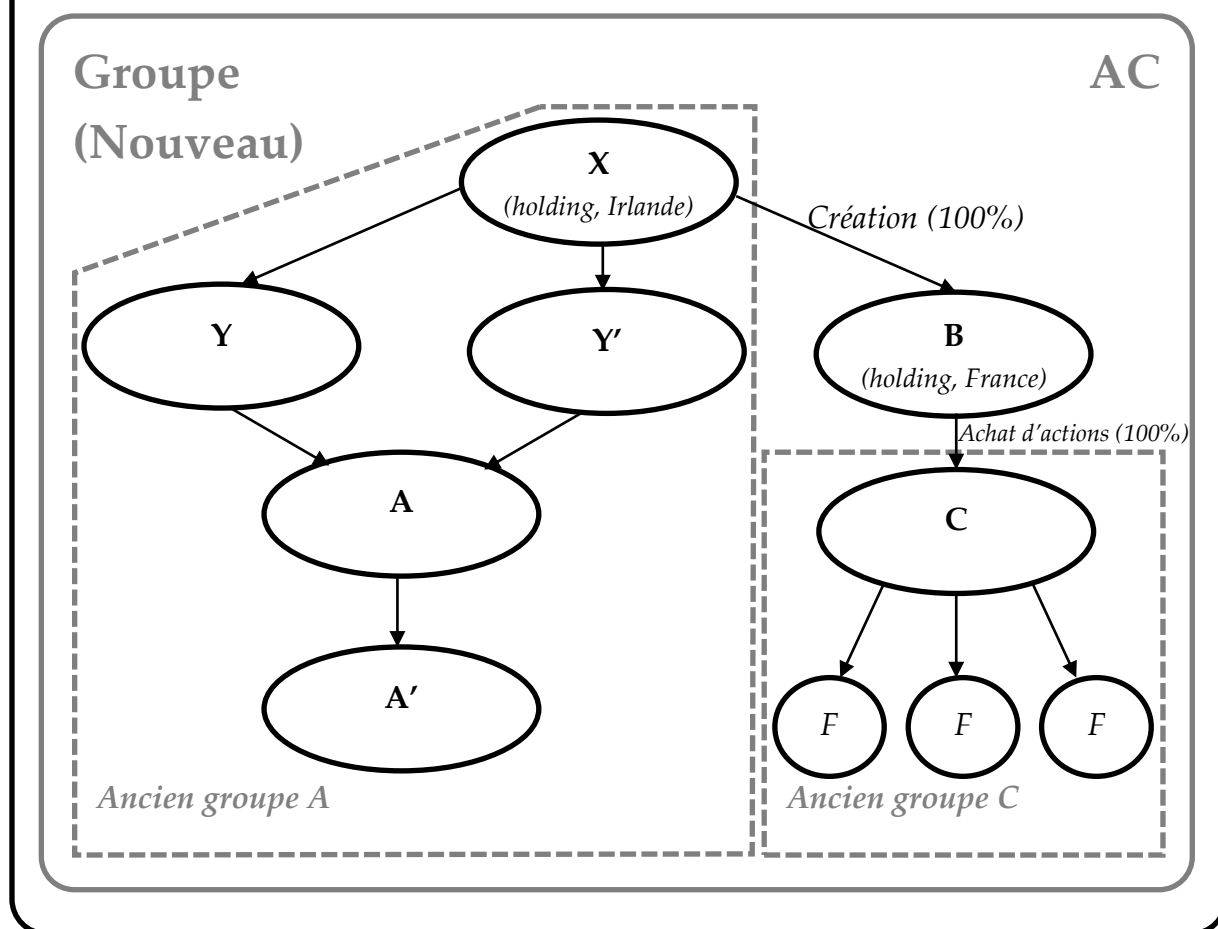 Groupe
AC
(Nouveau)
X
(holding, Irlande)
Création (100%)
Y
Y’
B
(holding, France)
Achat d’actions (100%)
A
C
A’
F
F
F
Ancien groupe A
Ancien groupe C